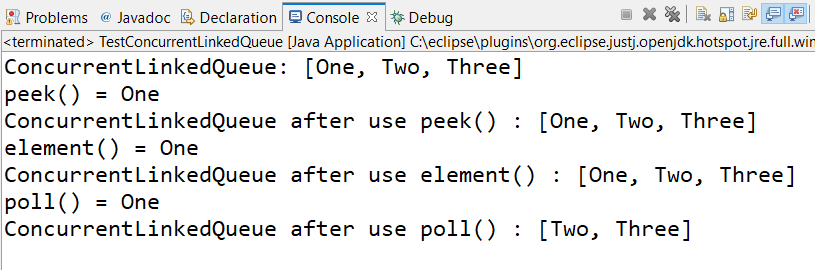 Problems @ Javadoc Declaration Console Debug
<terminated> TestConcurrentLinkedQueue [Java Application] C:\eclipse\plugins\org.eclipse.justj.openjdk.hotspot.jre.full.win
ConcurrentLinkedQueue: [One, Two, Three]
peek() = One
ConcurrentLinkedQueue after use peek() : [One, Two, Three]
element() = One
ConcurrentLinkedQueue after use element() : [One, Two, Three]
poll() = One
ConcurrentLinkedQueue after use poll() : [Two, Three]